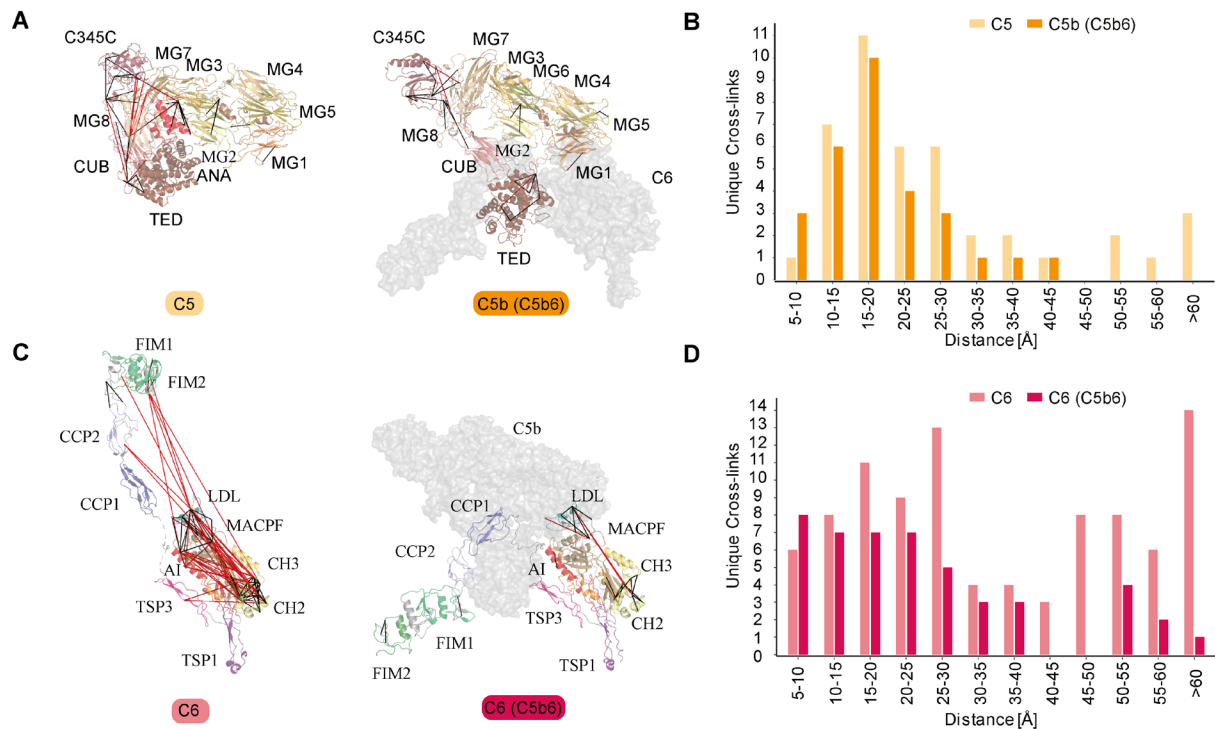 A
C345C
MG7
MG3
MG4
MG8
MG5
CUB
MG2
MG1
ANA
TED
C5
C345C
MG7
MG3
MG6
MG4
MG8
MG5
CUB
MG2
MG1
C6
TED
C5b (C5b6)
B
C5 C5b (C5b6)
Unique Cross-links
11
10
9
8
7
6
5
4
3
2
1
0
5-10 10-15 15-20 20-25 25-30 30-35 35-40 40-45 45-50 50-55 55-60 >60
Distance [Å]
C
FIM1
FIM2
CCP2
CCP1
LDL
MACPF
CH3
AI
CH2
TSP3
TSP1
C6
C5b
LDL
CCP1
MACPF
CCP2
CH3
AI
CH2
TSP3
FIM1
FIM2
TSP1
C6 (C5b6)
D
C6 C6 (C5b6)
Unique Cross-links
14
13
12
11
10
9
8
7
6
5
4
3
2
1
0
5-10 10-15 15-20 20-25 25-30 30-35 35-40 40-45 45-50 50-55 55-60 >60
Distance [Å]